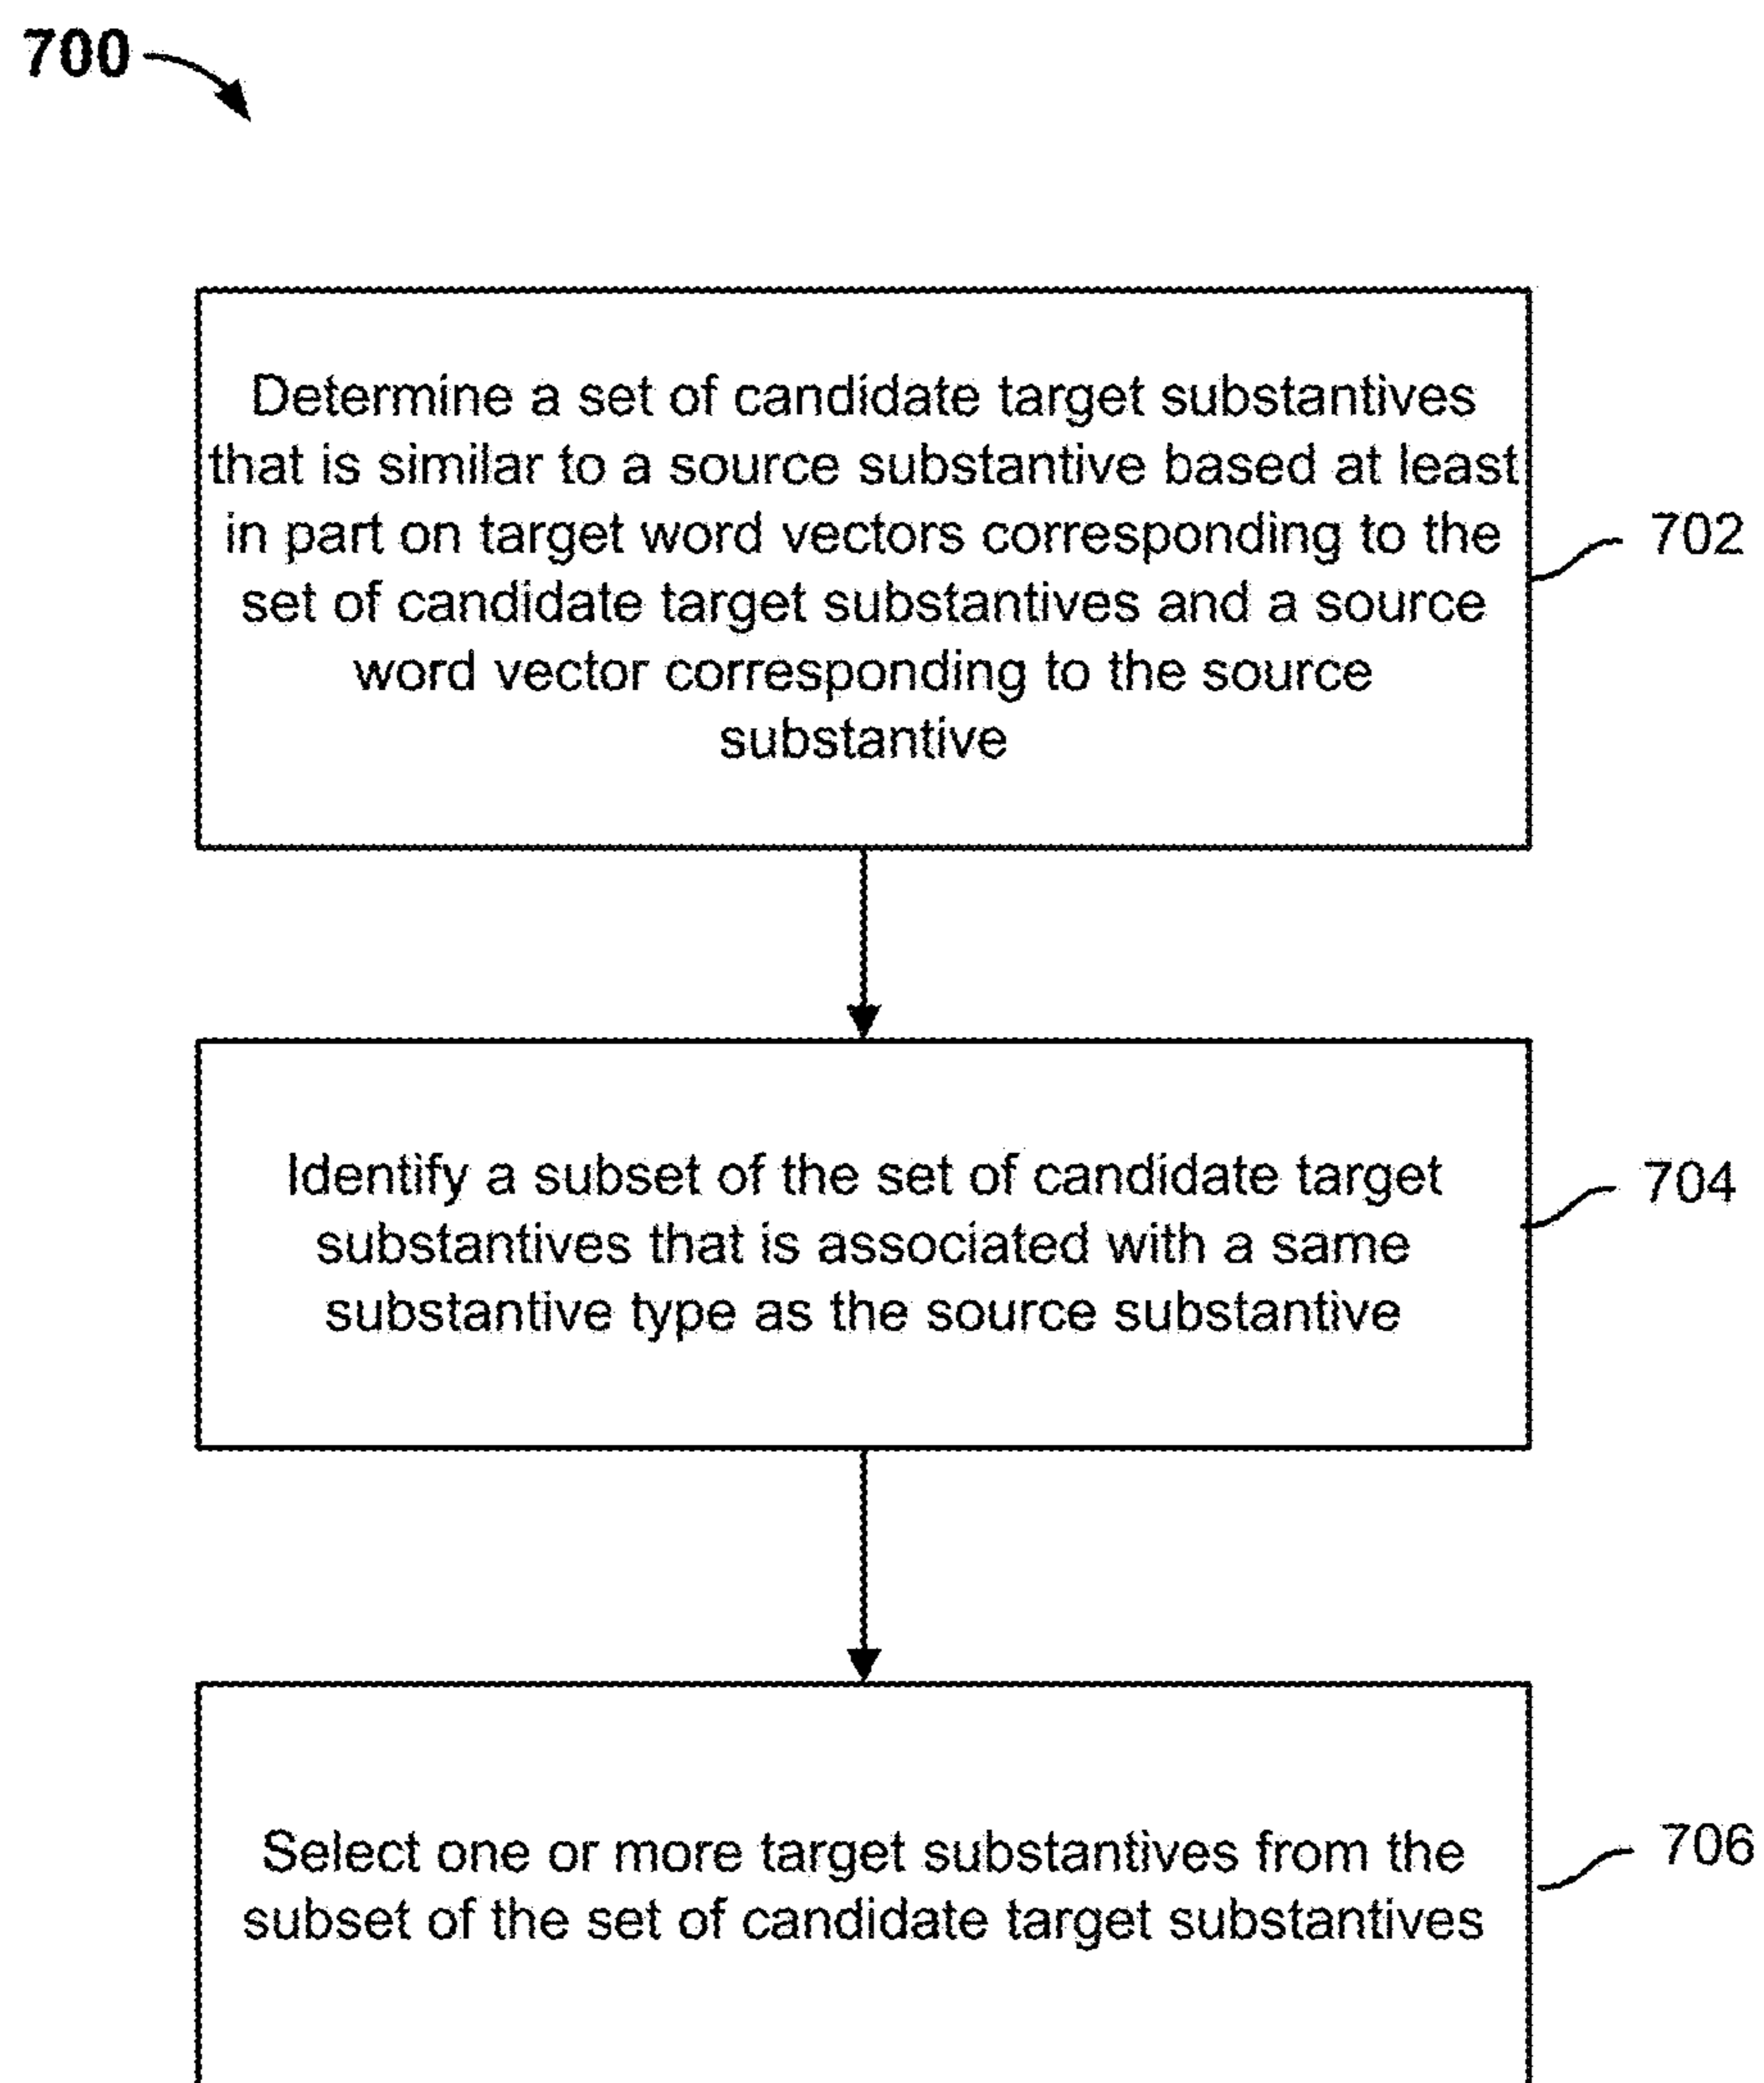 700
Determine a set of candidate target substantives
that is similar to a source substantive based at least
in part on target word vectors corresponding to the
set of candidate target substantives and a source
word vector corresponding to the source
substantive
702
Identify a subset of the set of candidate target
substantives that is associated with a same
substantive type as the source substantive
704
Select one or more target substantives from the
subset of the set of candidate target substantives
706